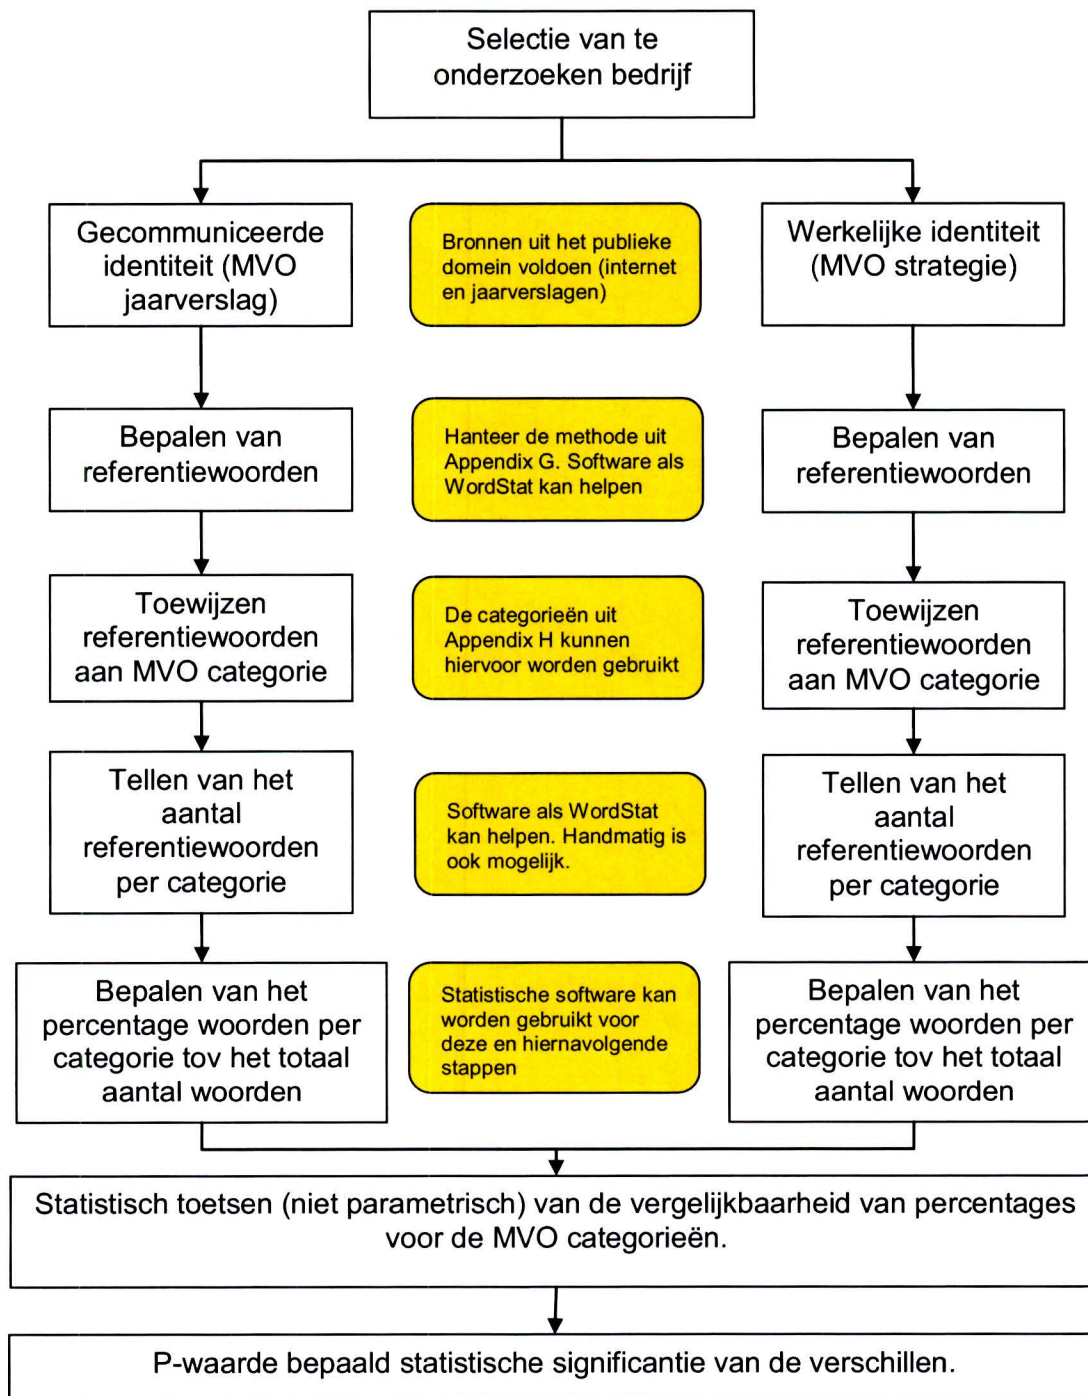 Selectie van te
onderzoeken bedrijf
Gecommuniceerde
identiteit (MVO
jaarverslag)
Bronnen uit het publieke
domein voldoen (internet
en jaarverslagen)
Werkelijke identiteit
(MVO strategie)
Bepalen van
referentiewoorden
Hanteer de methode uit
Appendix G. Software als
WordStat kan helpen
Bepalen van
referentiewoorden
Toewijzen
referentiewoorden
aan MVO categorie
De categorieën uit
Appendix H kunnen
hiervoor worden gebruikt
Toewijzen
referentiewoorden
aan MVO categorie
Tellen van het
aantal
referentiewoorden
per categorie
Software als WordStat
kan helpen. Handmatig is
ook mogelijk.
Tellen van het
aantal
referentiewoorden
per categorie
Bepalen van het
percentage woorden per
categorie tov het totaal
aantal woorden
Statistische software kan
worden gebruikt voor
deze en hiernavolgende
stappen
Bepalen van het
percentage woorden per
categorie tov het totaal
aantal woorden
Statistisch toetsen (niet parametrisch) van de vergelijkbaarheid van percentages
voor de MVO categorieën.
P-waarde bepaald statistische significantie van de verschillen.